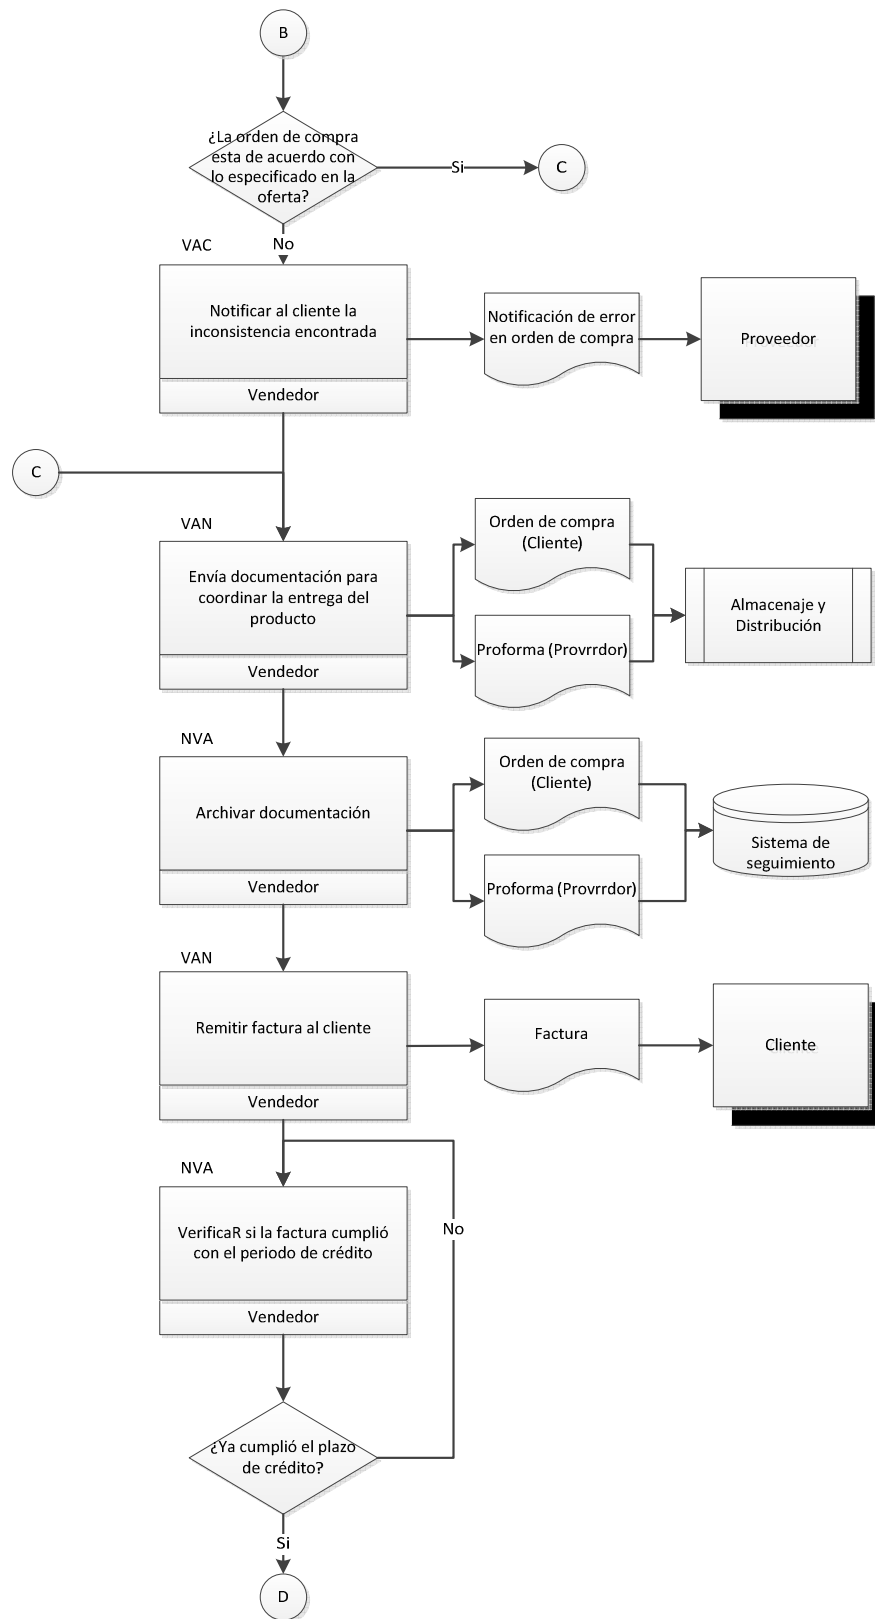 B
¿La orden de compra
esta de acuerdo con
lo especificado en la
oferta?
Si
C
No
VAC
Notificar al cliente la
inconsistencia encontrada
Vendedor
Notificación de error
en orden de compra
Proveedor
C
VAN
Envía documentación para
coordinar la entrega del
producto
Vendedor
Orden de compra
(Cliente)
Proforma (Provrrdor)
Almacenaje y
Distribución
NVA
Archivar documentación
Vendedor
Orden de compra
(Cliente)
Proforma (Provrrdor)
Sistema de
seguimiento
VAN
Remitir factura al cliente
Vendedor
Factura
Cliente
NVA
VerificaR si la factura cumplió
con el periodo de crédito
Vendedor
No
¿Ya cumplió el plazo
de crédito?
Si
D